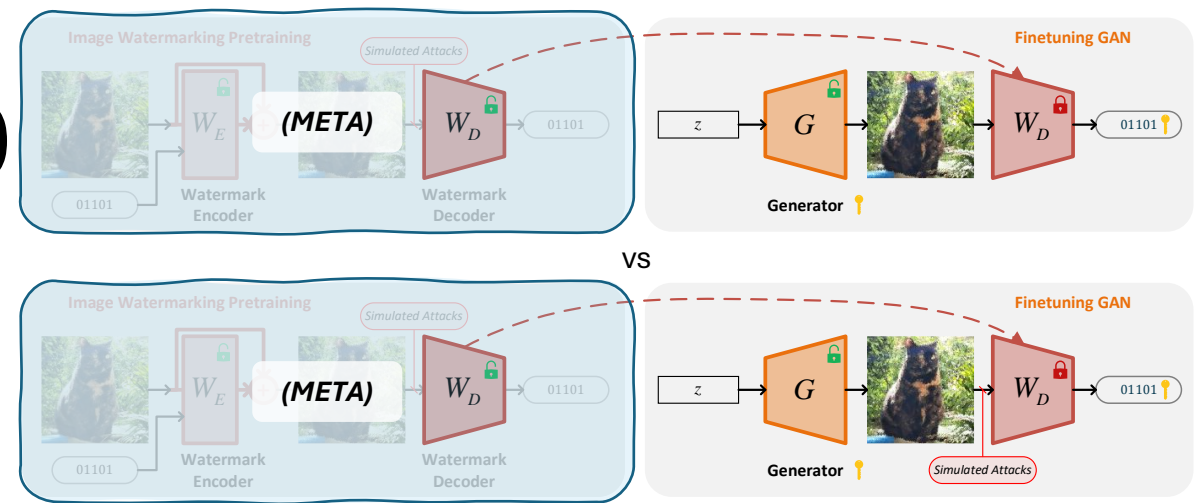 Image Watermarking Pretraining
Simulated Attacks
W_E
(META)
W_D
01101
01101
Watermark
Encoder
Watermark
Decoder
Finetuning GAN
z
G
W_D
01101
Generator
vs
Image Watermarking Pretraining
Simulated Attacks
W_E
(META)
W_D
01101
01101
Watermark
Encoder
Watermark
Decoder
Finetuning GAN
z
G
W_D
01101
Generator
Simulated Attacks